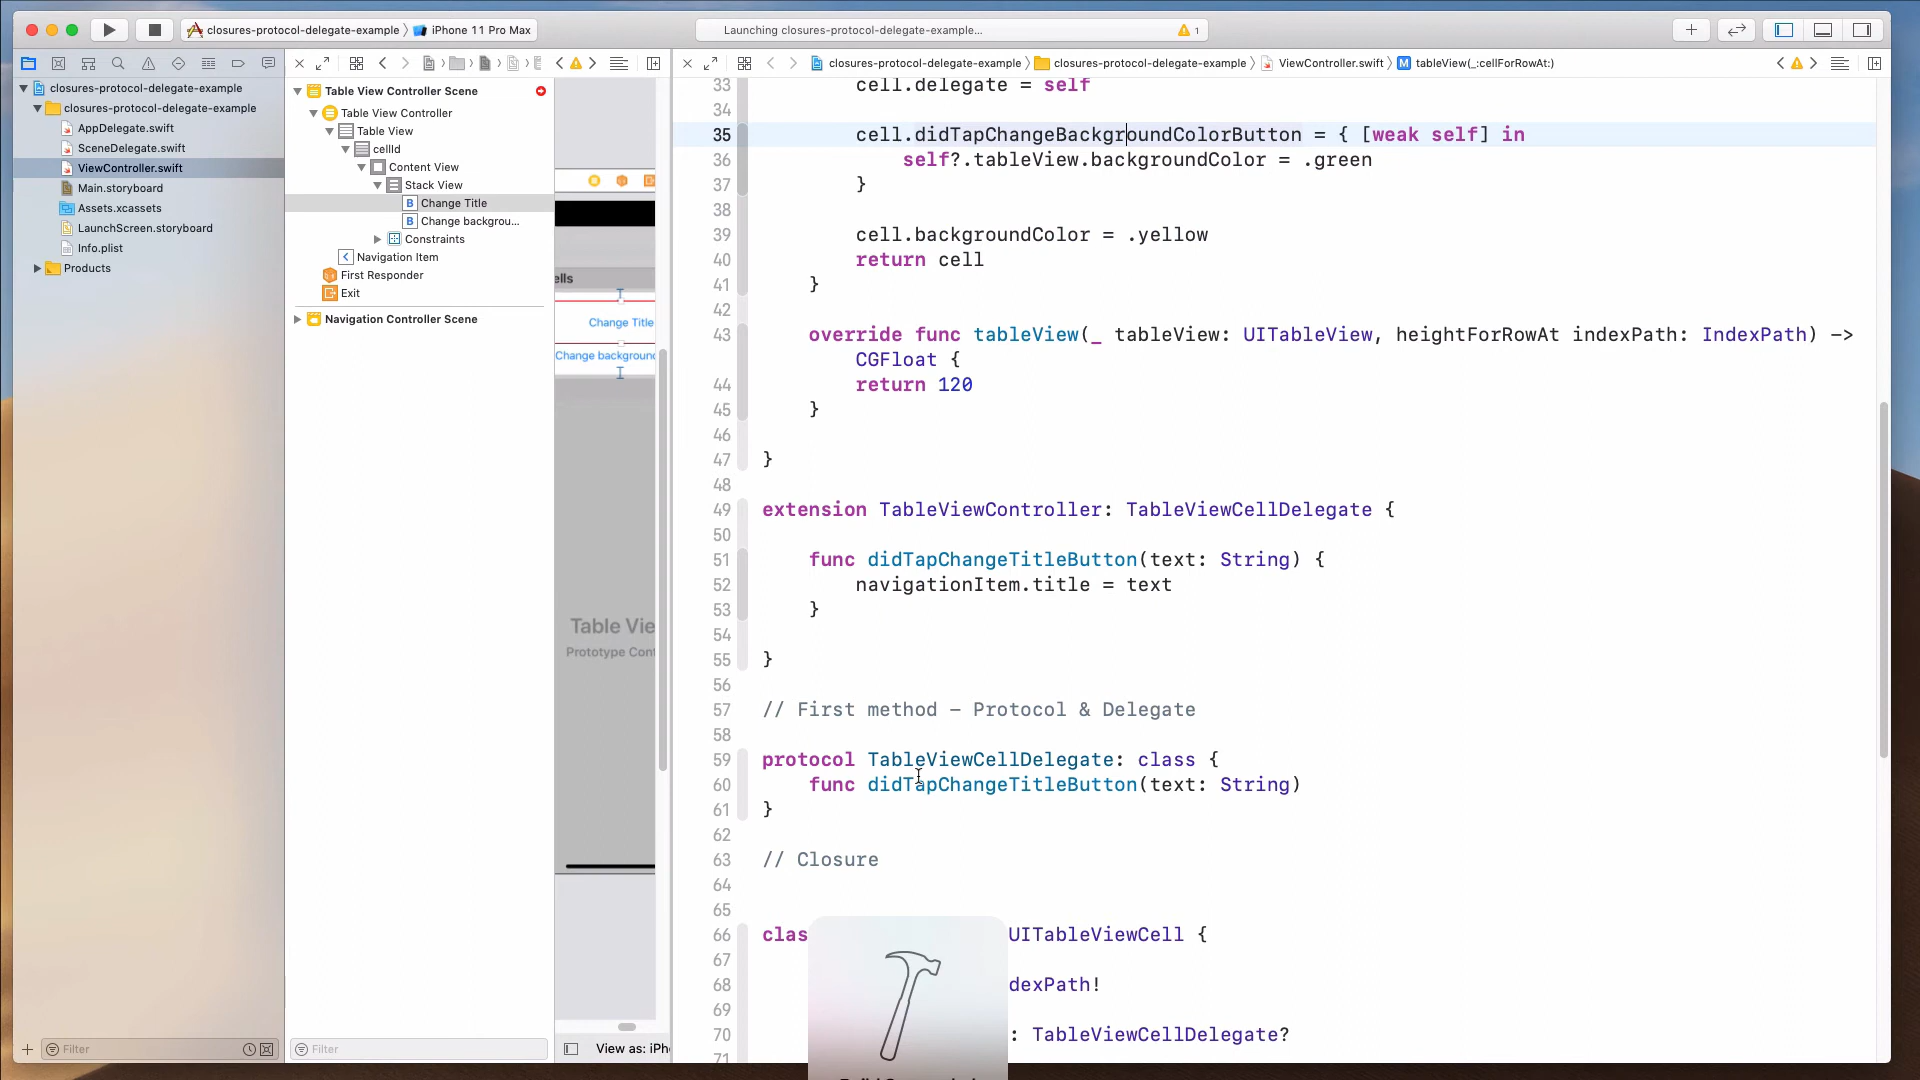 closures-protocol-delegate-example
iPhone 11 Pro Max
Launching closures-protocol-delegate-example...
1
closures-protocol-delegate-example
closures-protocol-delegate-example
AppDelegate.swift
SceneDelegate.swift
ViewController.swift
Main.storyboard
Assets.xcassets
LaunchScreen.storyboard
Info.plist
Products
Filter
Table View Controller Scene
Table View Controller
Table View
cellId
Content View
Stack View
B Change Title
B Change backgrou...
Constraints
Navigation Item
First Responder
Exit
Navigation Controller Scene
Filter
ells
Change Title
Change background
Table Vie
Prototype Con
View as: iPh
closures-protocol-delegate-example
closures-protocol-delegate-example
ViewController.swift
M tableView(_:cellForRowAt:)
33 cell.delegate = self
34
35 cell.didTapChangeBackgroundColorButton = { [weak self] in
36 self?.tableView.backgroundColor = .green
37 }
38
39 cell.backgroundColor = .yellow
40 return cell
41 }
42
43 override func tableView(_ tableView: UITableView, heightForRowAt indexPath: IndexPath) ->
CGFloat {
44 return 120
45 }
46
47 }
48
49 extension TableViewController: TableViewCellDelegate {
50
51 func didTapChangeTitleButton(text: String) {
52 navigationItem.title = text
53 }
54
55 }
56
57 // First method - Protocol & Delegate
58
59 protocol TableViewCellDelegate: class {
60 func didTapChangeTitleButton(text: String)
61 }
62
63 // Closure
64
65
66 clas UITableViewCell {
67
68 dexPath!
69
70 : TableViewCellDelegate?
71